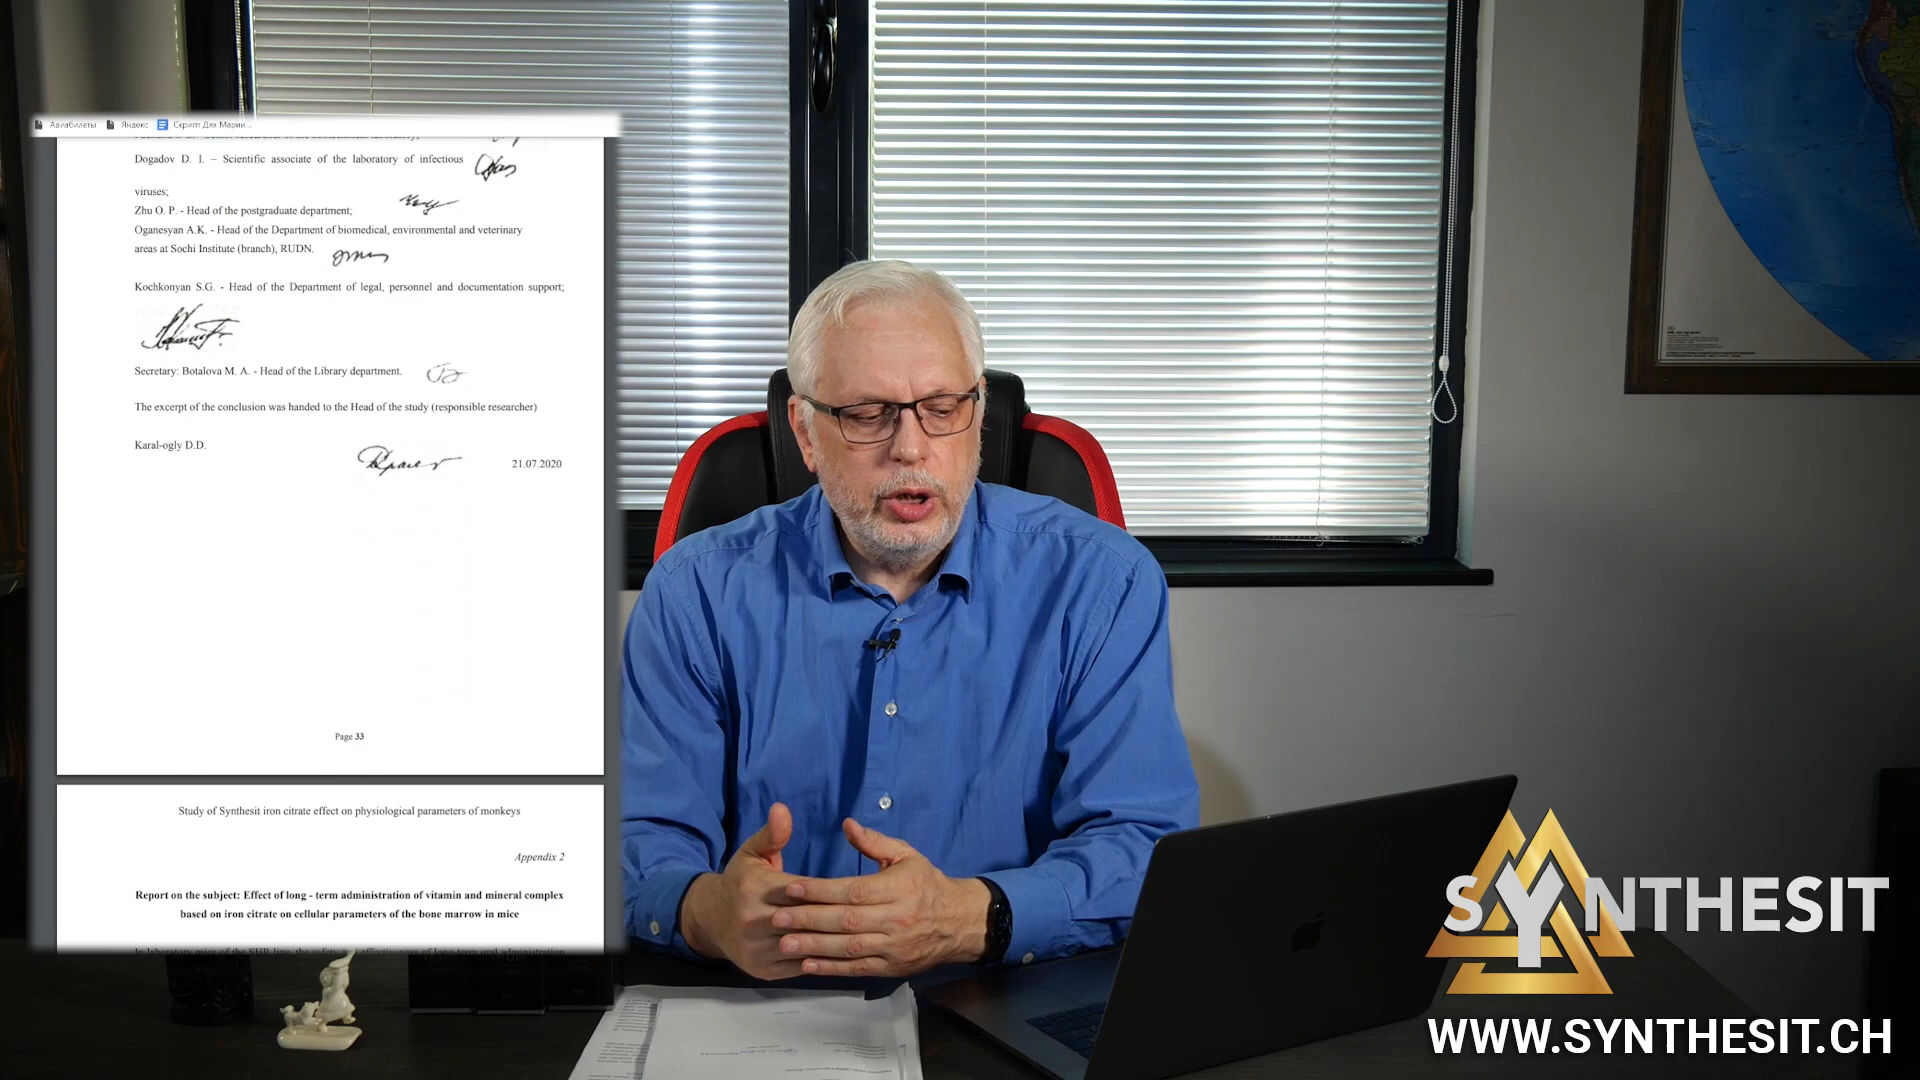 Авиабилеты Яндекс Скрипт Для Марии...
Dogadov D. I. – Scientific associate of the laboratory of infectious
viruses;
Zhu O. P. - Head of the postgraduate department;
Oganesyan A.K. - Head of the Department of biomedical, environmental and veterinary
areas at Sochi Institute (branch), RUDN.
Kochkonyan S.G. - Head of the Department of legal, personnel and documentation support;
Secretary: Botalova M. A. - Head of the Library department.
The excerpt of the conclusion was handed to the Head of the study (responsible researcher)
Karal-ogly D.D.
21.07.2020
Page 33
Study of Synthesit iron citrate effect on physiological parameters of monkeys
Appendix 2
Report on the subject: Effect of long - term administration of vitamin and mineral complex
based on iron citrate on cellular parameters of the bone marrow in mice
SYNTHESIT
WWW.SYNTHESIT.CH